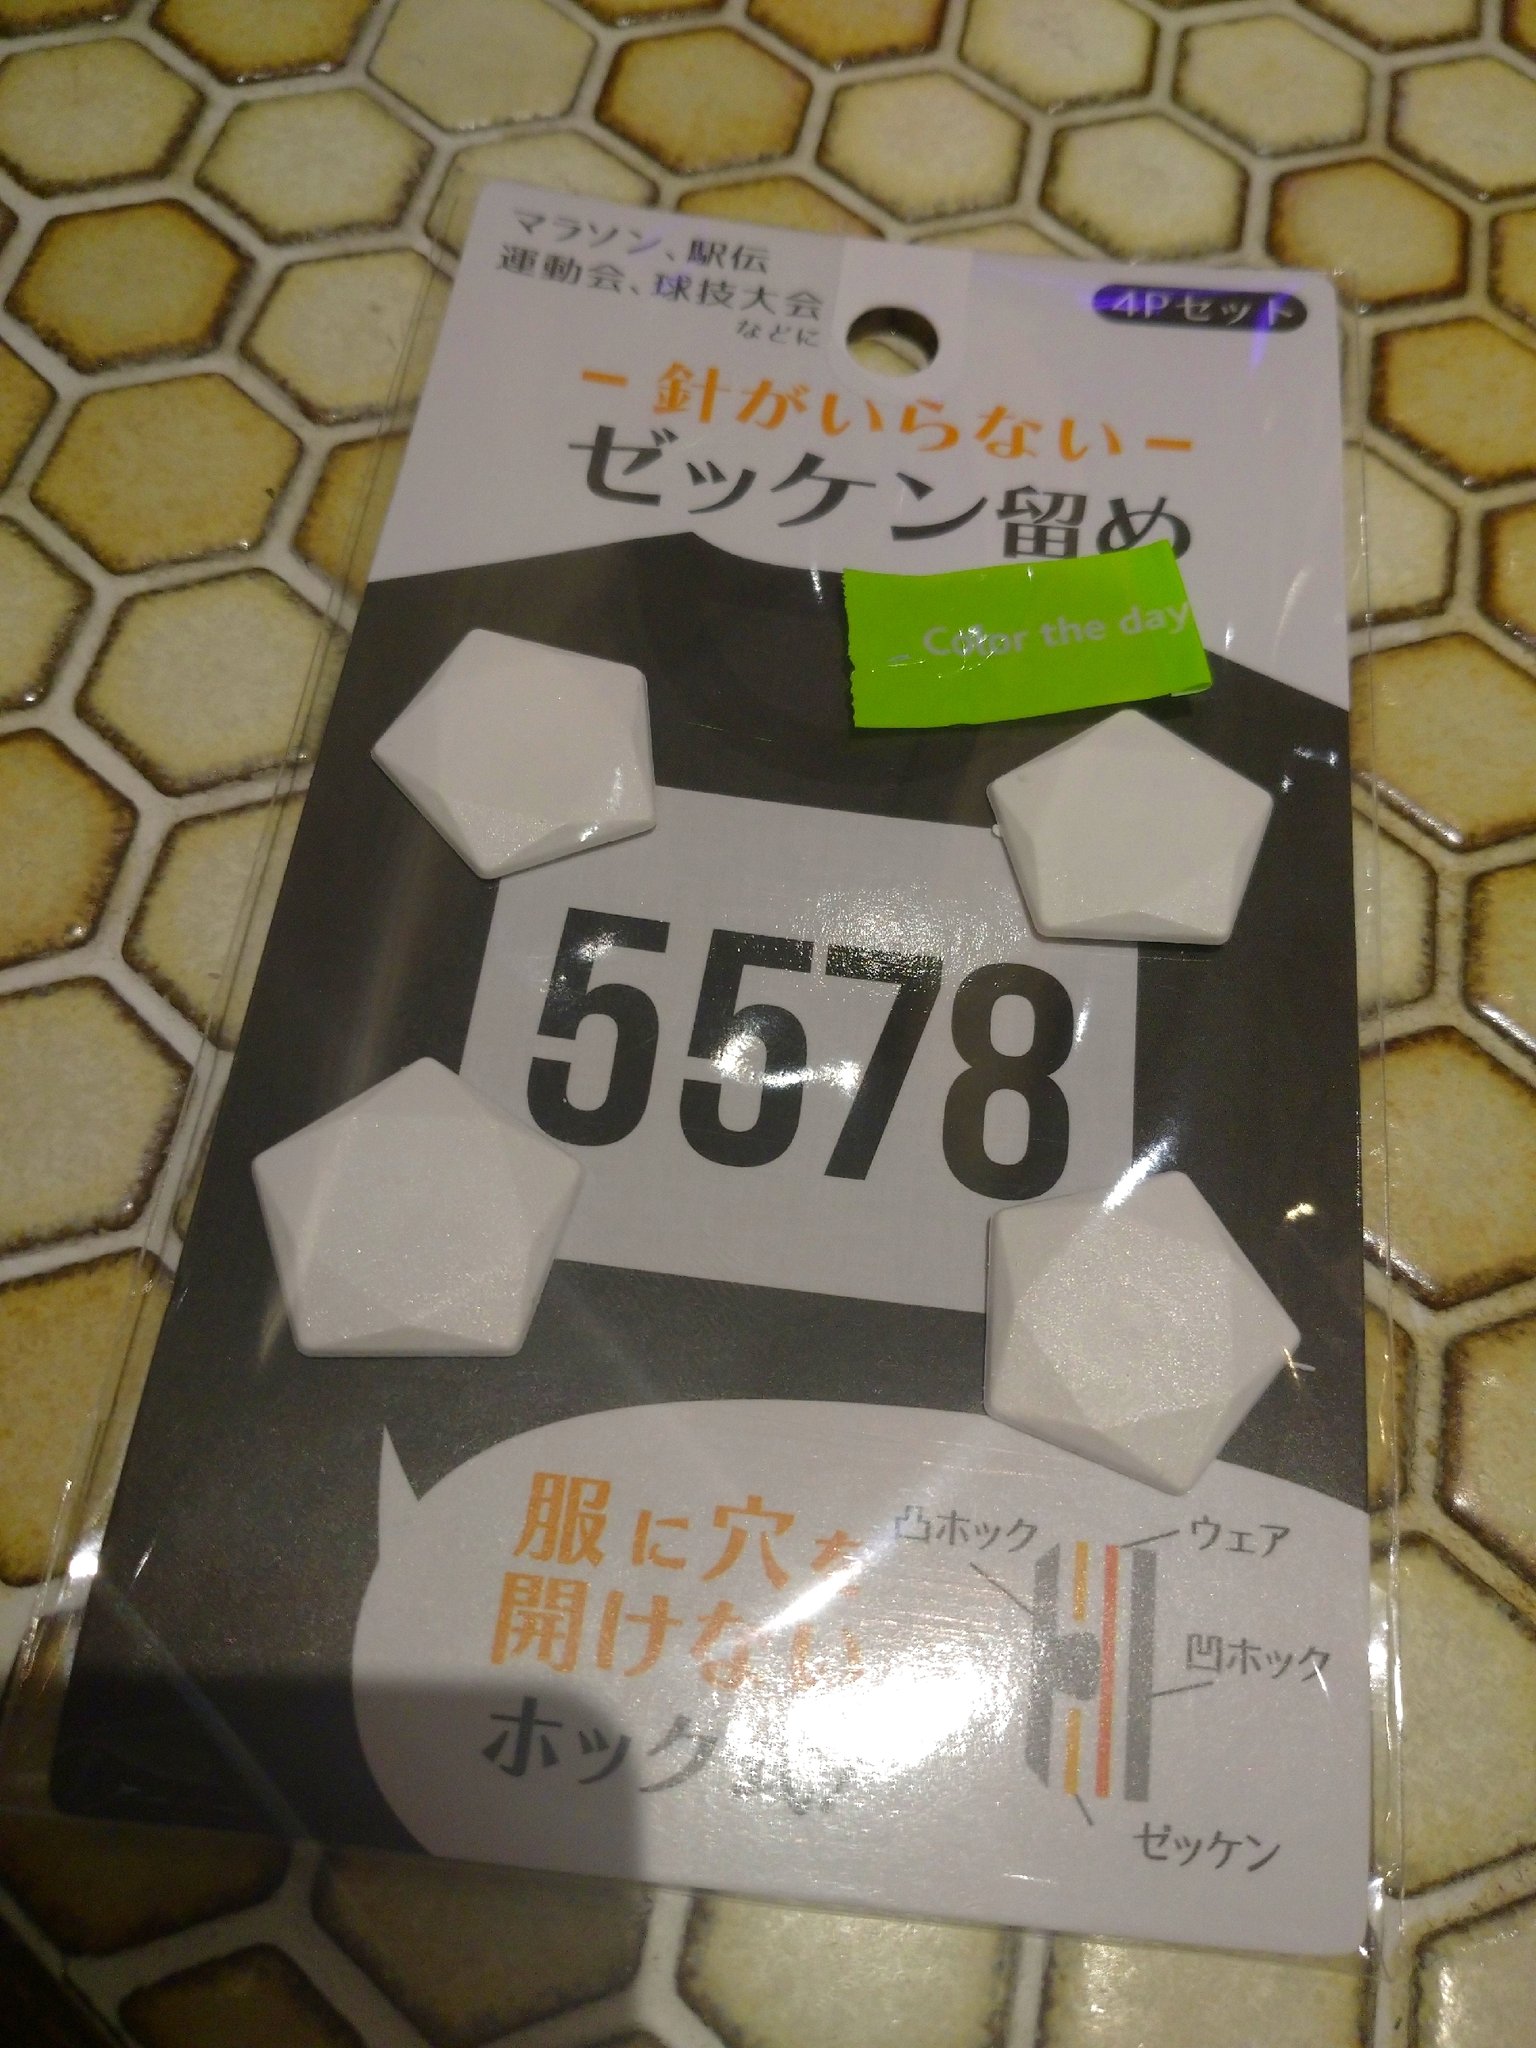 マラソン、駅伝
運動会、球技大会
などに
4Pセット
－針がいらない－
ゼッケン留め
Color the day
5578
服に穴を
開けない
ホック
凸ホック
ウェア
凹ホック
ゼッケン